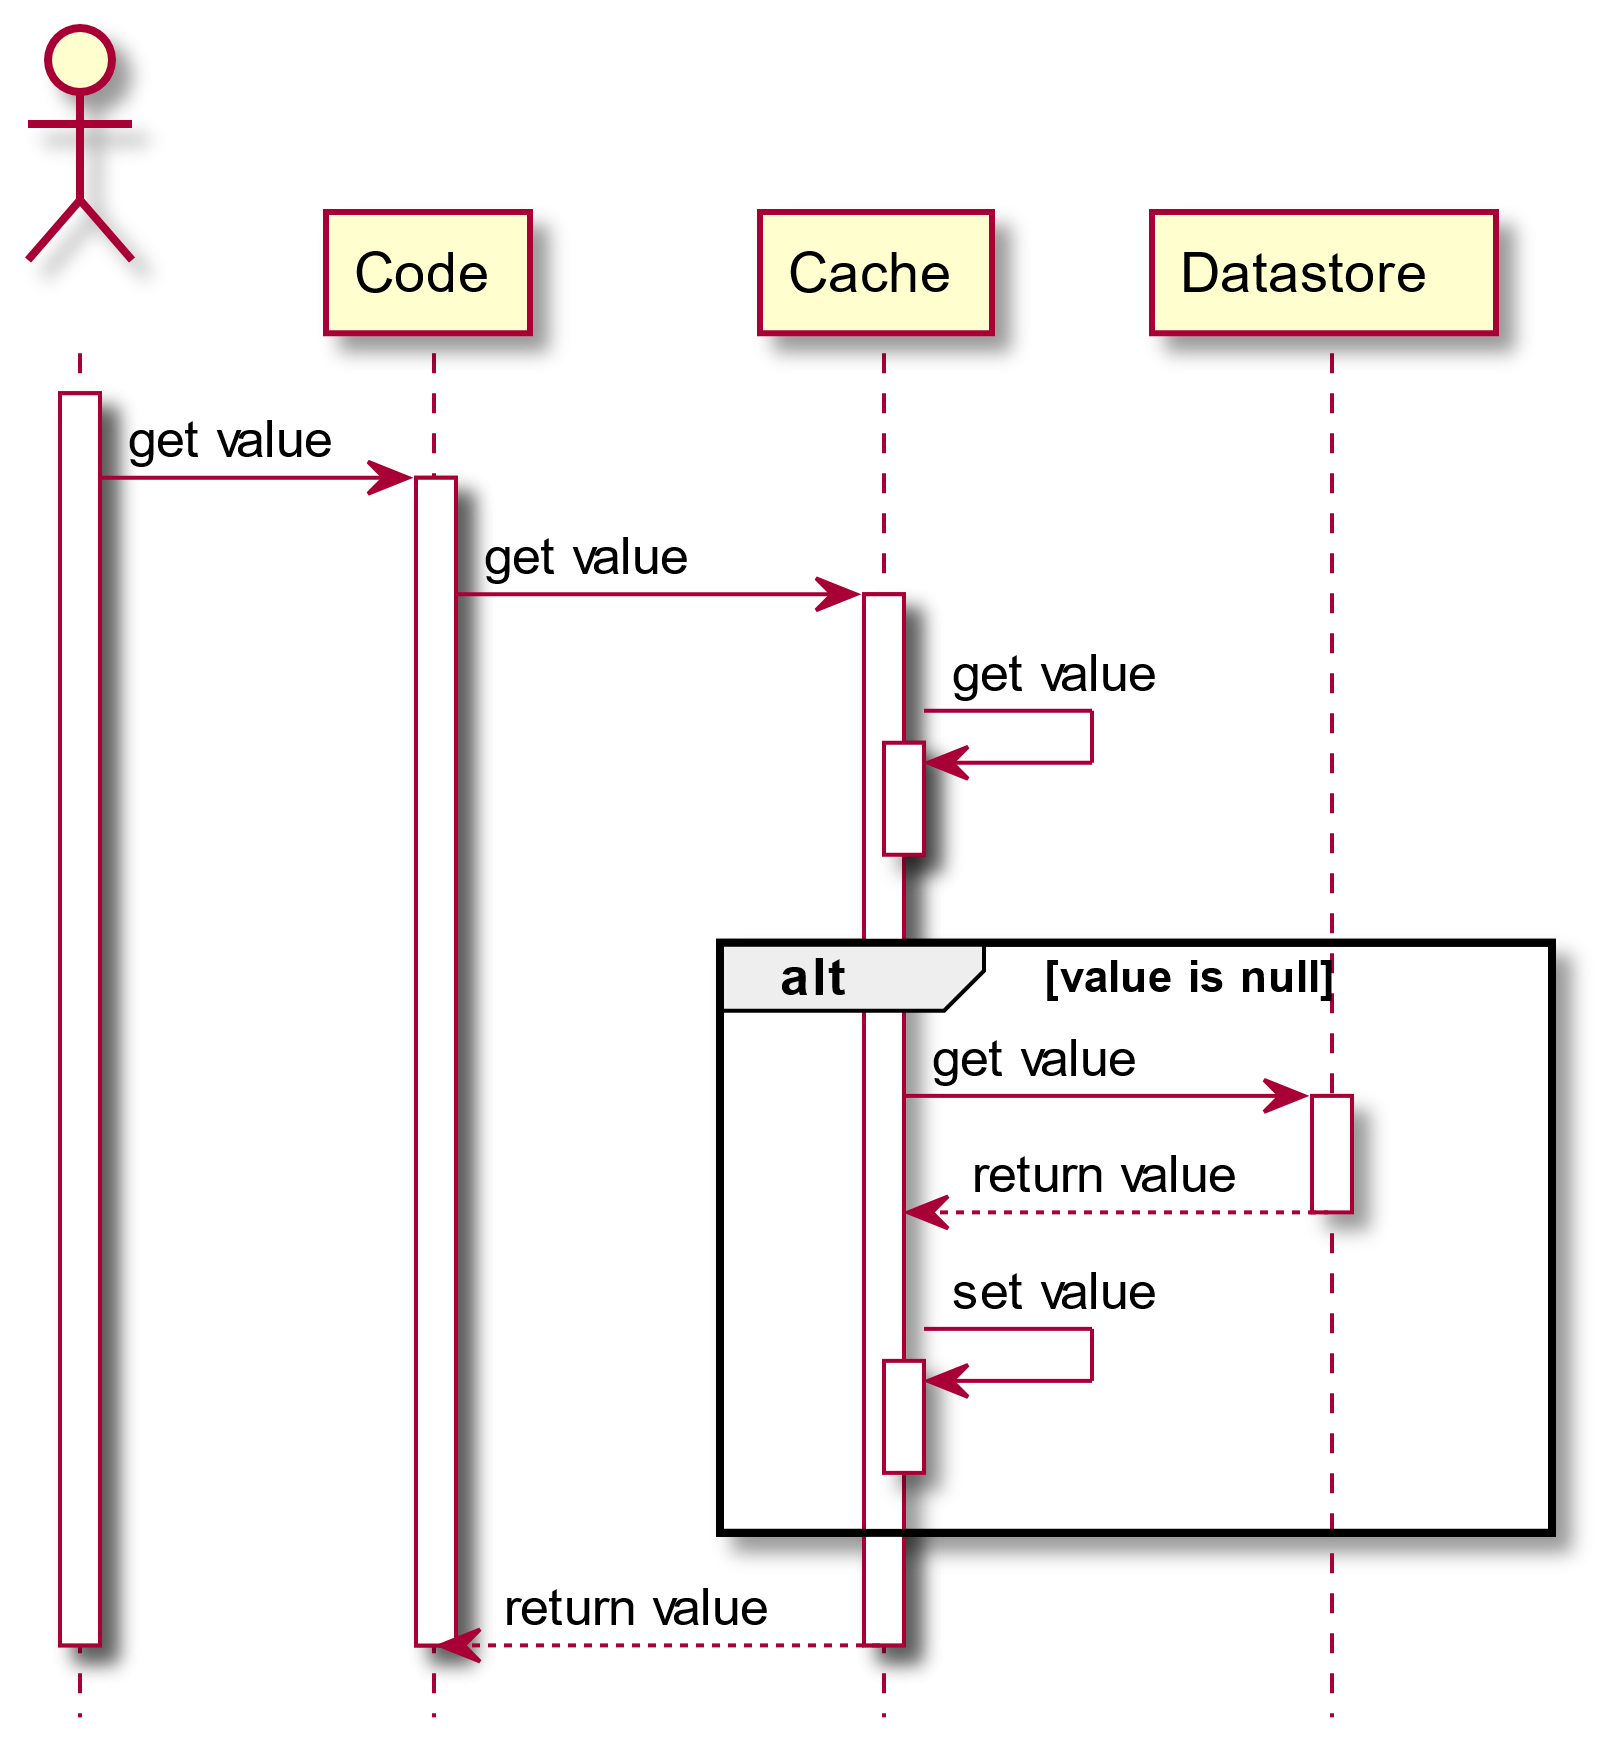 Code
Cache
Datastore
get value
get value
get value
alt
[value is null]
get value
return value
set value
return value